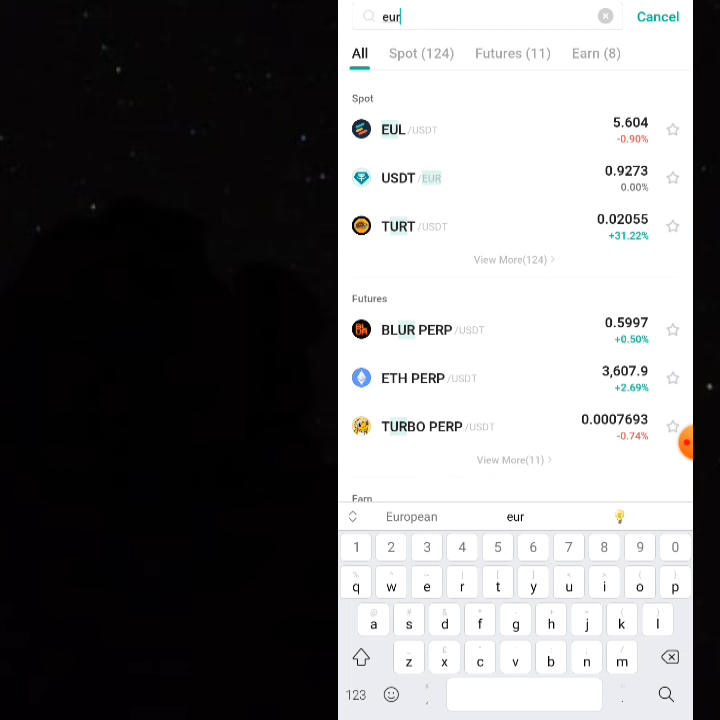 eur
Cancel
All Spot (124) Futures (11) Earn (8)
Spot
EUL/USDT 5.604
-0.90%
USDT/EUR 0.9273
0.00%
TURT/USDT 0.02055
+31.22%
View More(124) >
Futures
BLUR PERP/USDT 0.5997
+0.50%
ETH PERP/USDT 3,607.9
+2.69%
TURBO PERP/USDT 0.0007693
-0.74%
View More(11) >
Earn
European eur
1 2 3 4 5 6 7 8 9 0
q w e r t y u i o p
a s d f g h j k l
z x c v b n m
123 , .